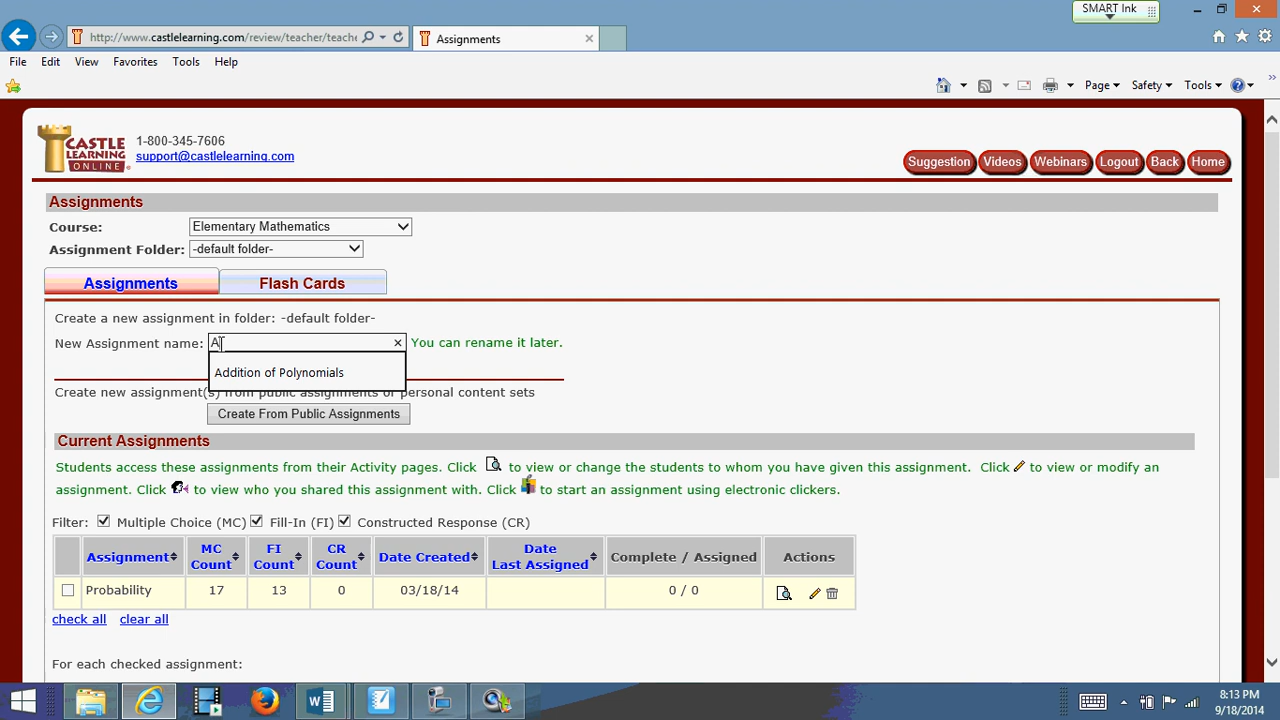 SMART Ink
http://www.castlelearning.com/review/teacher/teache
Assignments
File Edit View Favorites Tools Help
Page Safety Tools
CASTLE LEARNING ONLINE
1-800-345-7606
support@castlelearning.com
Suggestion Videos Webinars Logout Back Home
Assignments
Course: Elementary Mathematics
Assignment Folder: -default folder-
Assignments Flash Cards
Create a new assignment in folder: -default folder-
New Assignment name: A You can rename it later.
Addition of Polynomials
Create new assignment(s) from public assignments or personal content sets
Create From Public Assignments
Current Assignments
Students access these assignments from their Activity pages. Click to view or change the students to whom you have given this assignment. Click to view or modify an
assignment. Click to view who you shared this assignment with. Click to start an assignment using electronic clickers.
Filter: Multiple Choice (MC) Fill-In (FI) Constructed Response (CR)
Assignment MC Count FI Count CR Count Date Created Date Last Assigned Complete / Assigned Actions
Probability 17 13 0 03/18/14 0 / 0
check all clear all
For each checked assignment:
8:13 PM
9/18/2014